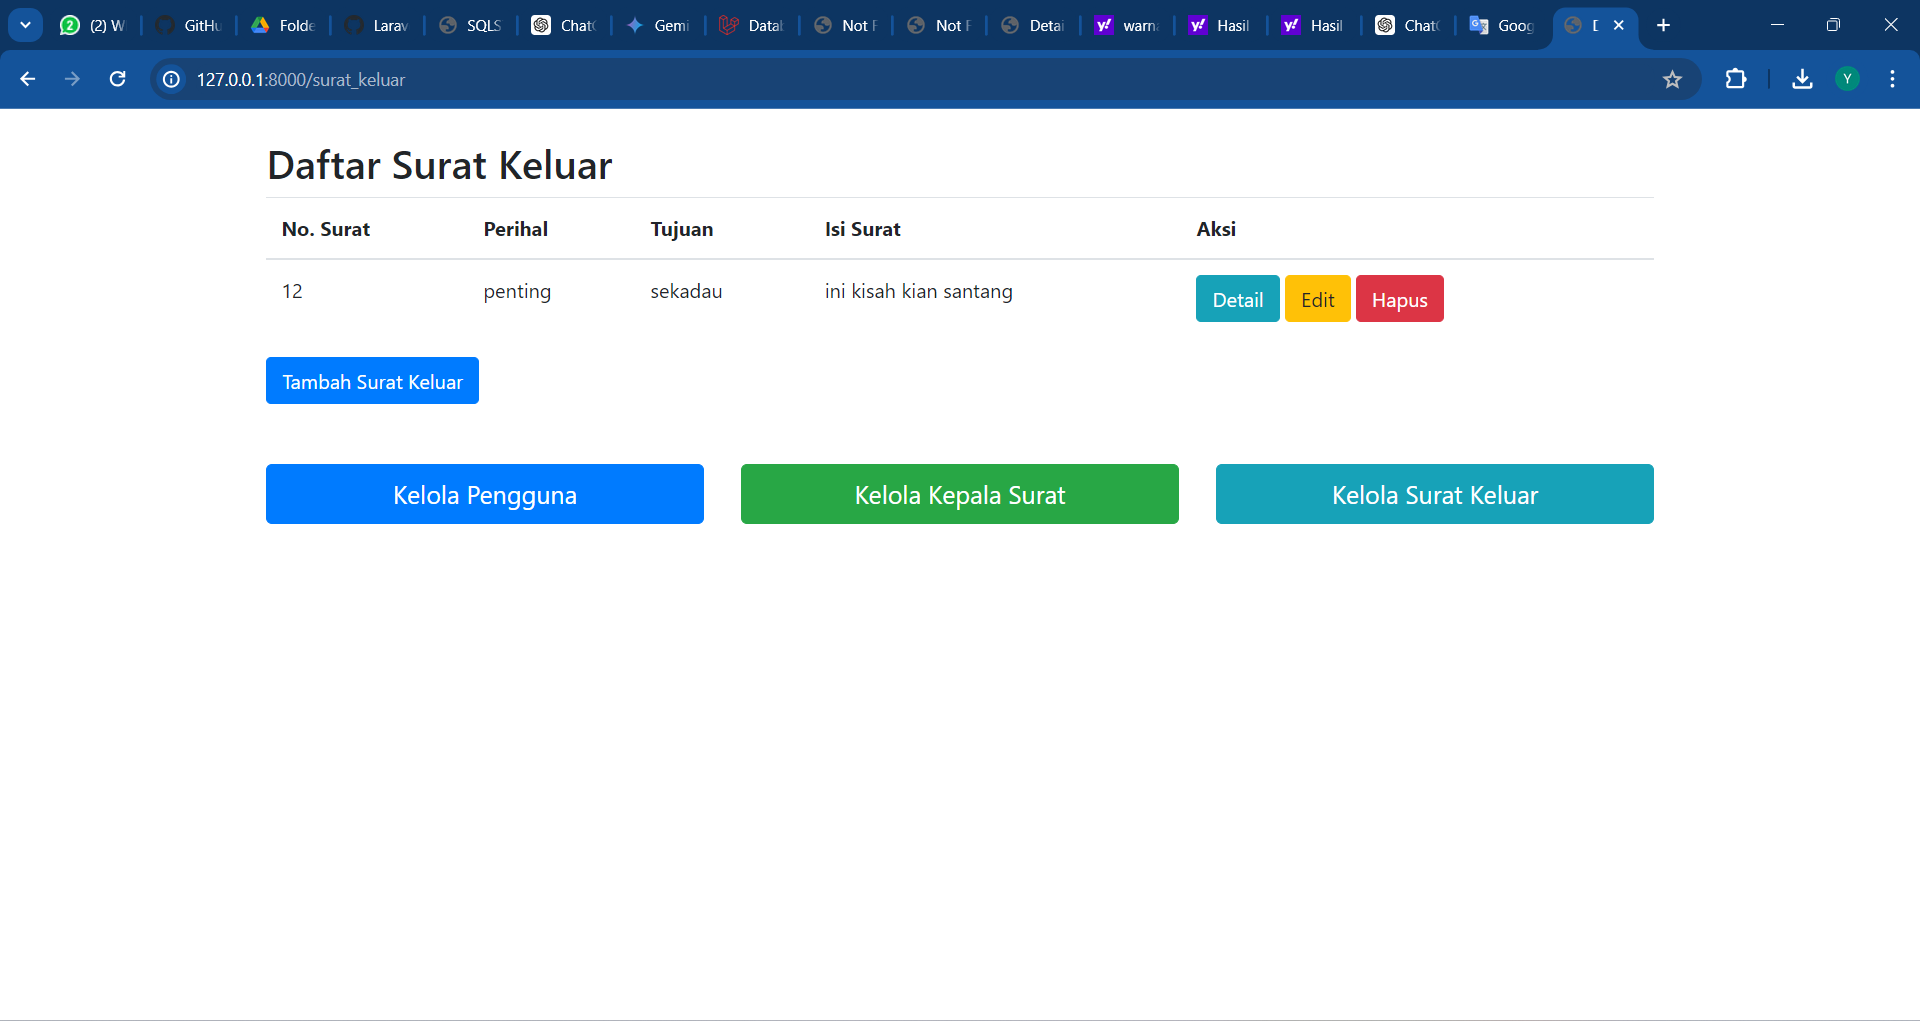 (2) W
GitHu
Folde
Larav
SQLS
Chat
Gemi
Datab
Not F
Not F
Detai
warn
Hasil
Hasil
Chat
Goog
127.0.0.1:8000/surat_keluar
Y
Daftar Surat Keluar
No. Surat Perihal Tujuan Isi Surat Aksi
12 penting sekadau ini kisah kian santang Detail Edit Hapus
Tambah Surat Keluar
Kelola Pengguna Kelola Kepala Surat Kelola Surat Keluar